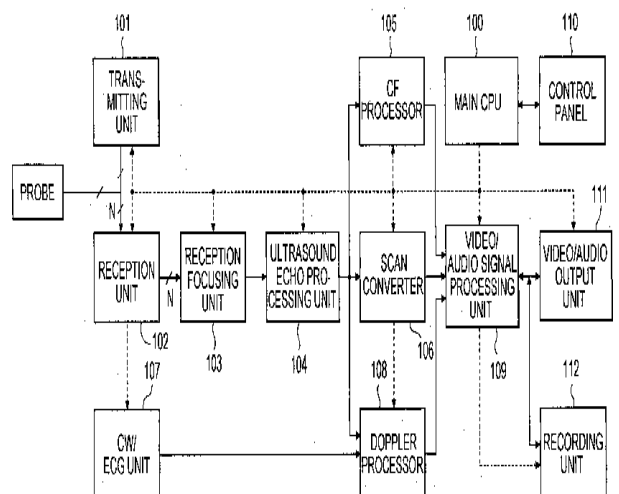 101
105
100
110
TRANS-
MITTING
UNIT
CF
PROCESSOR
MAIN CPU
CONTROL
PANEL
PROBE
N
111
RECEPTION
UNIT
N
RECEPTION
FOCUSING
UNIT
ULTRASOUND
ECHO PRO-
CESSING UNIT
SCAN
CONVERTER
VIDEO/
AUDIO SIGNAL
PROCESSING
UNIT
VIDEO/AUDIO
OUTPUT
UNIT
102
103
104
106
109
107
108
112
CW/
ECG UNIT
DOPPLER
PROCESSOR
RECORDING
UNIT